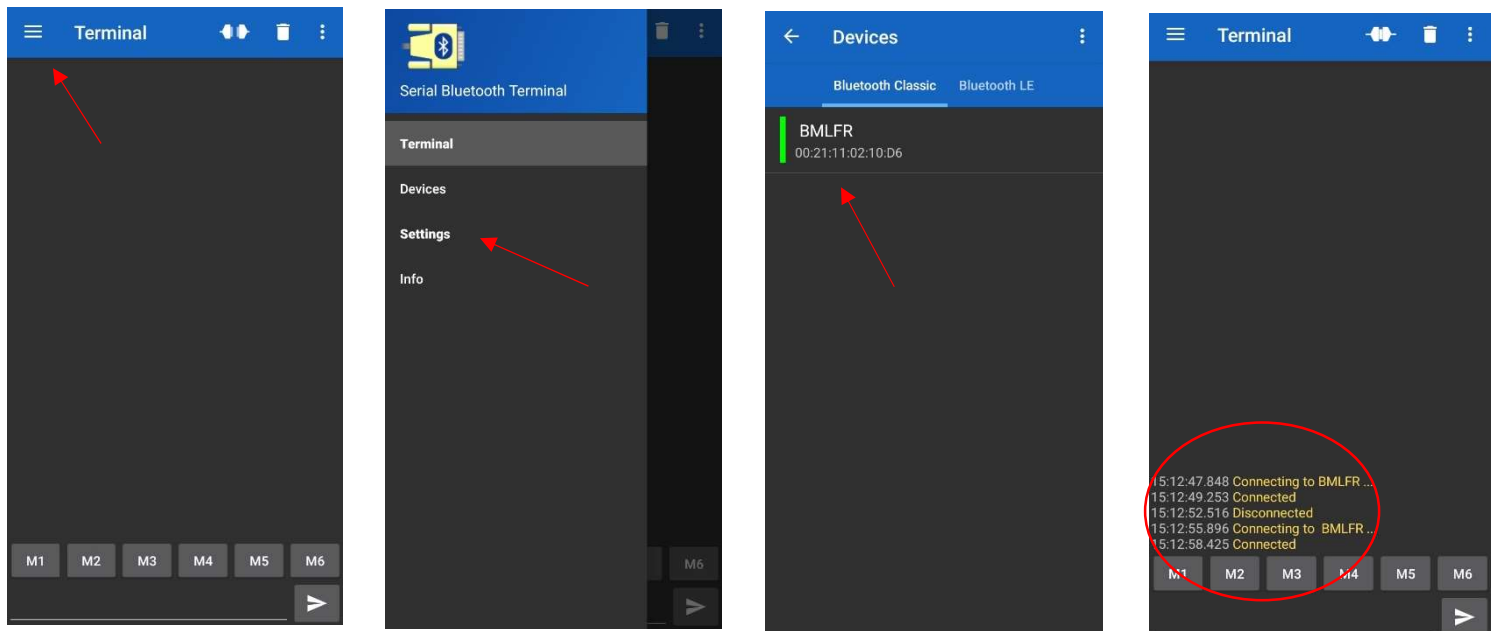 Terminal
M1 M2 M3 M4 M5 M6
Serial Bluetooth Terminal
Terminal
Devices
Settings
Info
M6
Devices
Bluetooth Classic Bluetooth LE
BMLFR
00:21:11:02:10:D6
Terminal
15:12:47.848 Connecting to BMLFR ...
15:12:49.253 Connected
15:12:52.516 Disconnected
15:12:55.896 Connecting to BMLFR ...
15:12:58.425 Connected
M1 M2 M3 M4 M5 M6